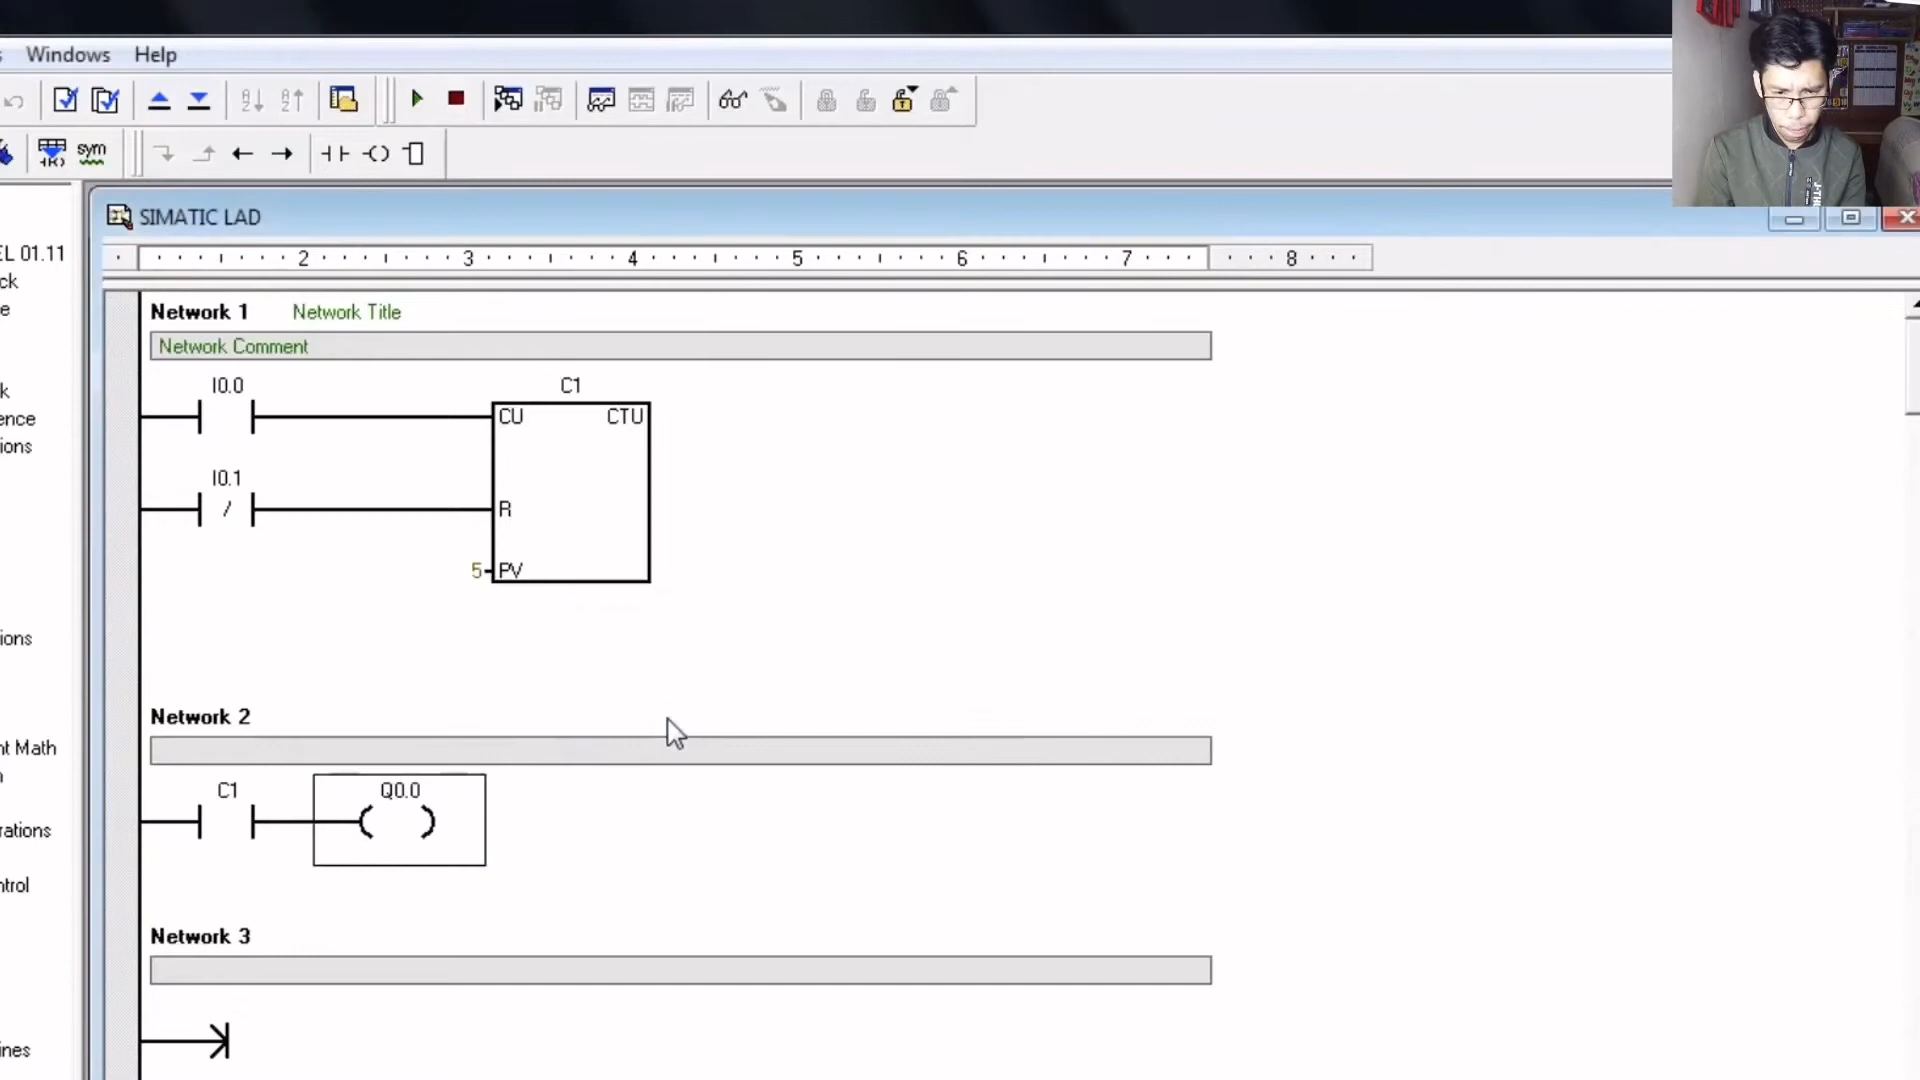 Windows Help
sym
SIMATIC LAD
EL 01.11
2 3 4 5 6 7 8
Network 1 Network Title
Network Comment
I0.0 C1
CU CTU
I0.1
/
R
5 PV
ence
ions
ions
Network 2
nt Math
C1 Q0.0
( )
rations
ntrol
Network 3
ines